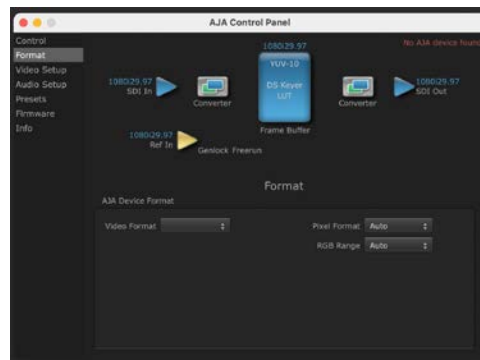 AJA Control Panel
Control
Format
Video Setup
Audio Setup
Presets
Firmware
Info
No AJA device found
1080i29.97
YUV-10
DS Keyer
LUT
Frame Buffer
1080i29.97
SDI In
Converter
Converter
1080i29.97
SDI Out
1080i29.97
Ref In
Genlock Freerun
Format
AJA Device Format
Video Format
Pixel Format Auto
RGB Range Auto